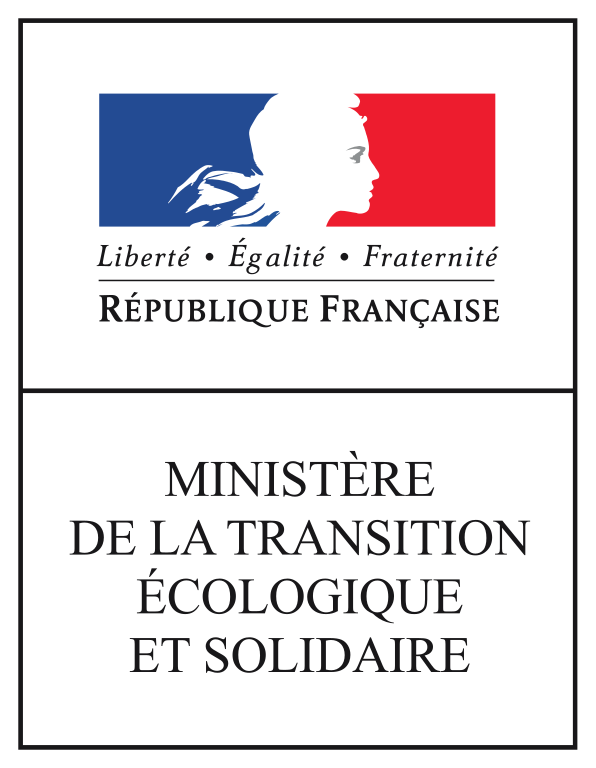 Liberté • Égalité • Fraternité
RÉPUBLIQUE FRANÇAISE
MINISTÈRE
DE LA TRANSITION
ÉCOLOGIQUE
ET SOLIDAIRE